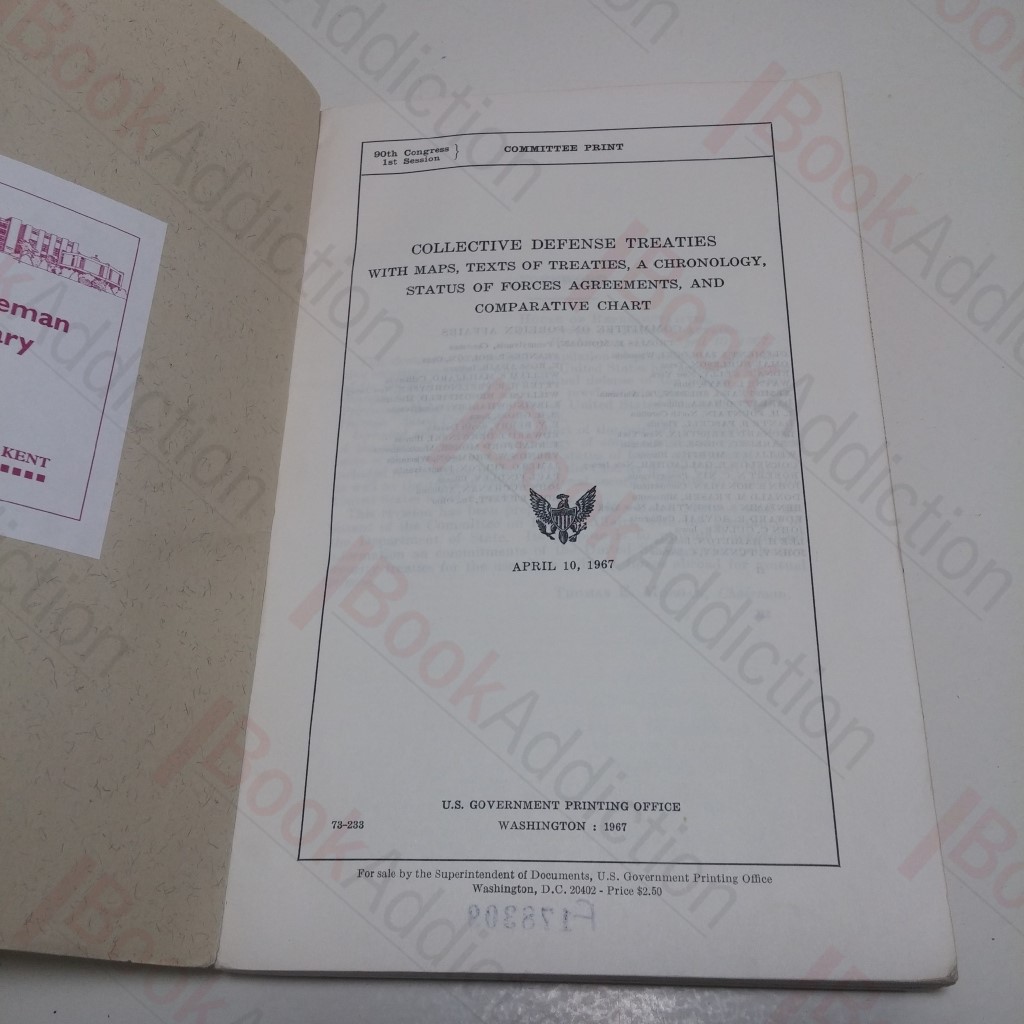 eman
ary
KENT
90th Congress
1st Session
COMMITTEE PRINT
COLLECTIVE DEFENSE TREATIES
WITH MAPS, TEXTS OF TREATIES, A CHRONOLOGY,
STATUS OF FORCES AGREEMENTS, AND
COMPARATIVE CHART
APRIL 10, 1967
U.S. GOVERNMENT PRINTING OFFICE
73-233
WASHINGTON : 1967
For sale by the Superintendent of Documents, U.S. Government Printing Office
Washington, D.C. 20402 - Price $2.50
F178309
BookAddiction